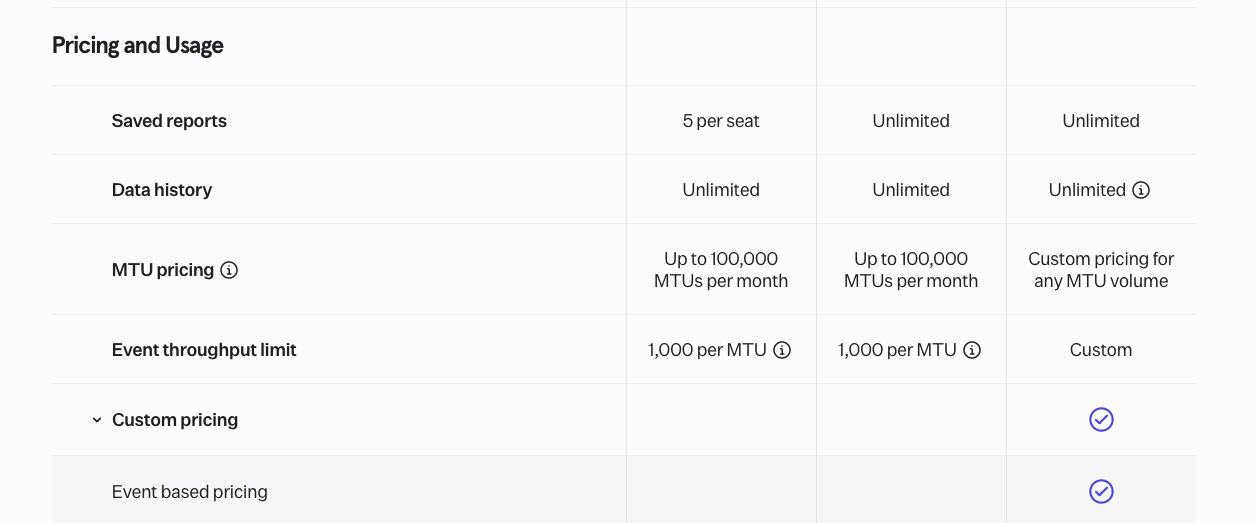 Pricing and Usage
Saved reports 5 per seat Unlimited Unlimited
Data history Unlimited Unlimited Unlimited
MTU pricing Up to 100,000 MTUs per month Up to 100,000 MTUs per month Custom pricing for any MTU volume
Event throughput limit 1,000 per MTU 1,000 per MTU Custom
Custom pricing
Event based pricing